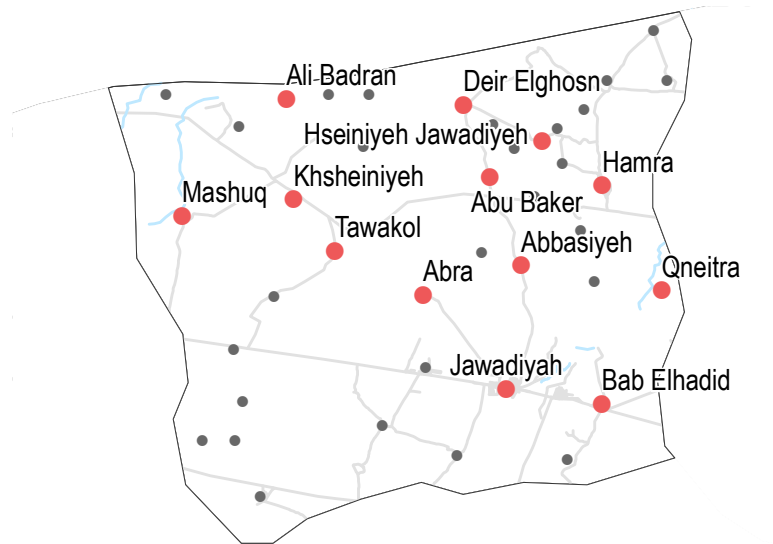 Ali Badran
Deir Elghosn
Hseiniyeh Jawadiyeh
Hamra
Khsheiniyeh
Mashuq
Abu Baker
Tawakol
Abbasiyeh
Abra
Qneitra
Jawadiyah
Bab Elhadid